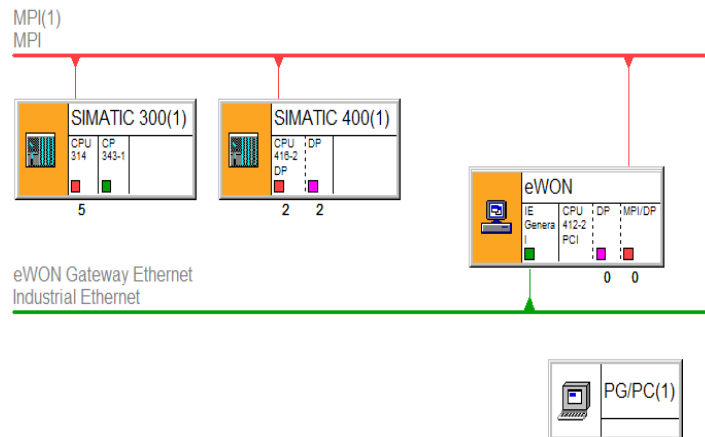 MPI(1)
MPI
SIMATIC 300(1)
CPU 314
CP 343-1
5
SIMATIC 400(1)
CPU 416-2 DP
DP
2 2
eWON
IE Genera l
CPU 412-2 PCI
DP
MPI/DP
0 0
eWON Gateway Ethernet
Industrial Ethernet
PG/PC(1)